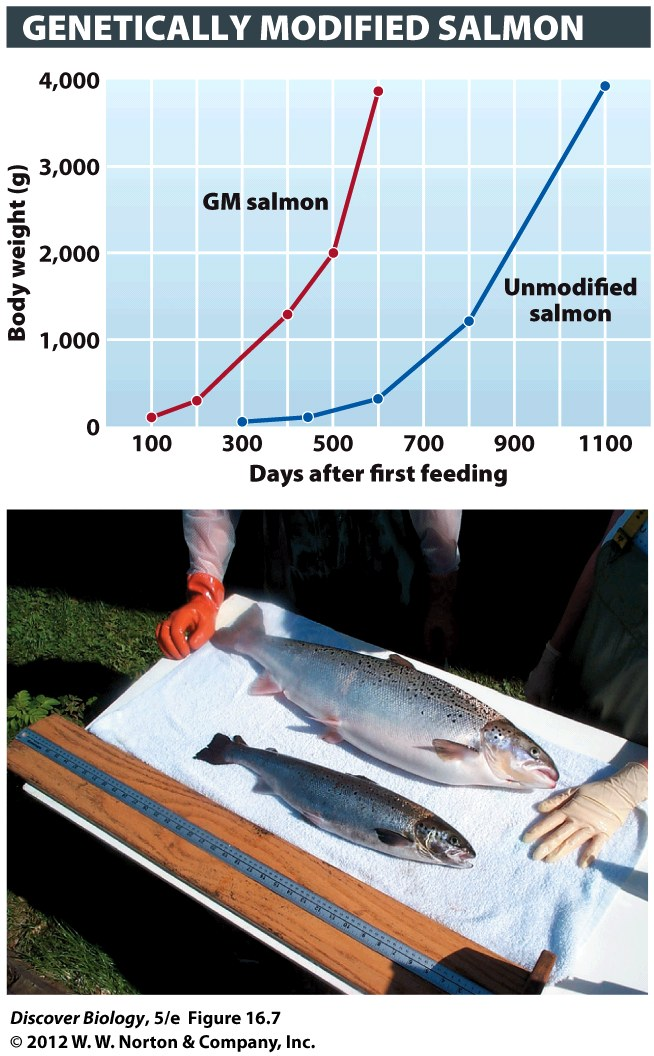 GENETICALLY MODIFIED SALMON
4,000
3,000
2,000
1,000
0
Body weight (g)
GM salmon
Unmodified
salmon
100 300 500 700 900 1100
Days after first feeding
Discover Biology, 5/e Figure 16.7
© 2012 W. W. Norton & Company, Inc.